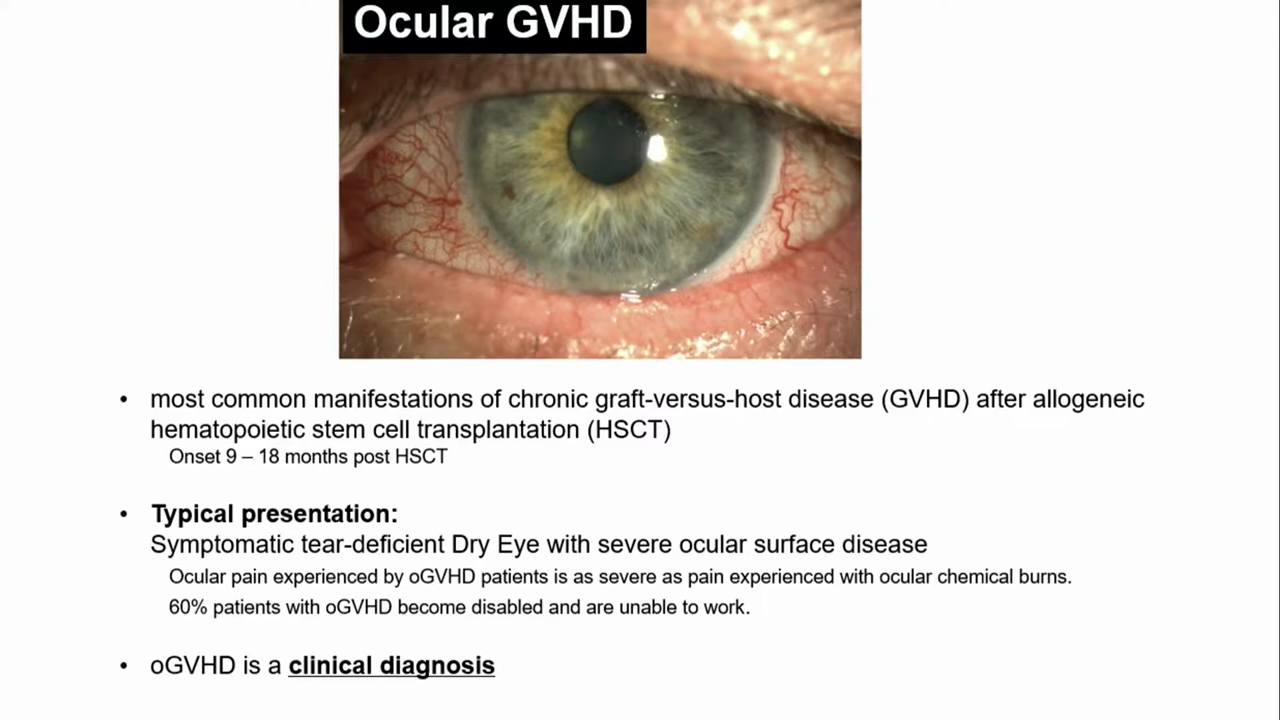 Ocular GVHD
• most common manifestations of chronic graft-versus-host disease (GVHD) after allogeneic
hematopoietic stem cell transplantation (HSCT)
Onset 9 – 18 months post HSCT
• Typical presentation:
Symptomatic tear-deficient Dry Eye with severe ocular surface disease
Ocular pain experienced by oGVHD patients is as severe as pain experienced with ocular chemical burns.
60% patients with oGVHD become disabled and are unable to work.
• oGVHD is a clinical diagnosis